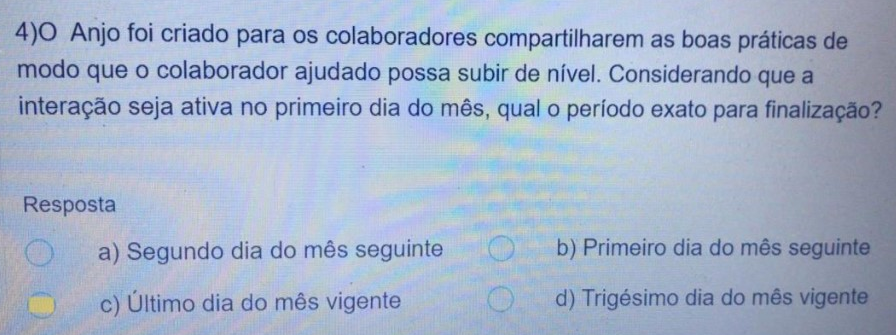 4)O Anjo foi criado para os colaboradores compartilharem as boas práticas de
modo que o colaborador ajudado possa subir de nível. Considerando que a
interação seja ativa no primeiro dia do mês, qual o período exato para finalização?
Resposta
a) Segundo dia do mês seguinte
b) Primeiro dia do mês seguinte
c) Último dia do mês vigente
d) Trigésimo dia do mês vigente